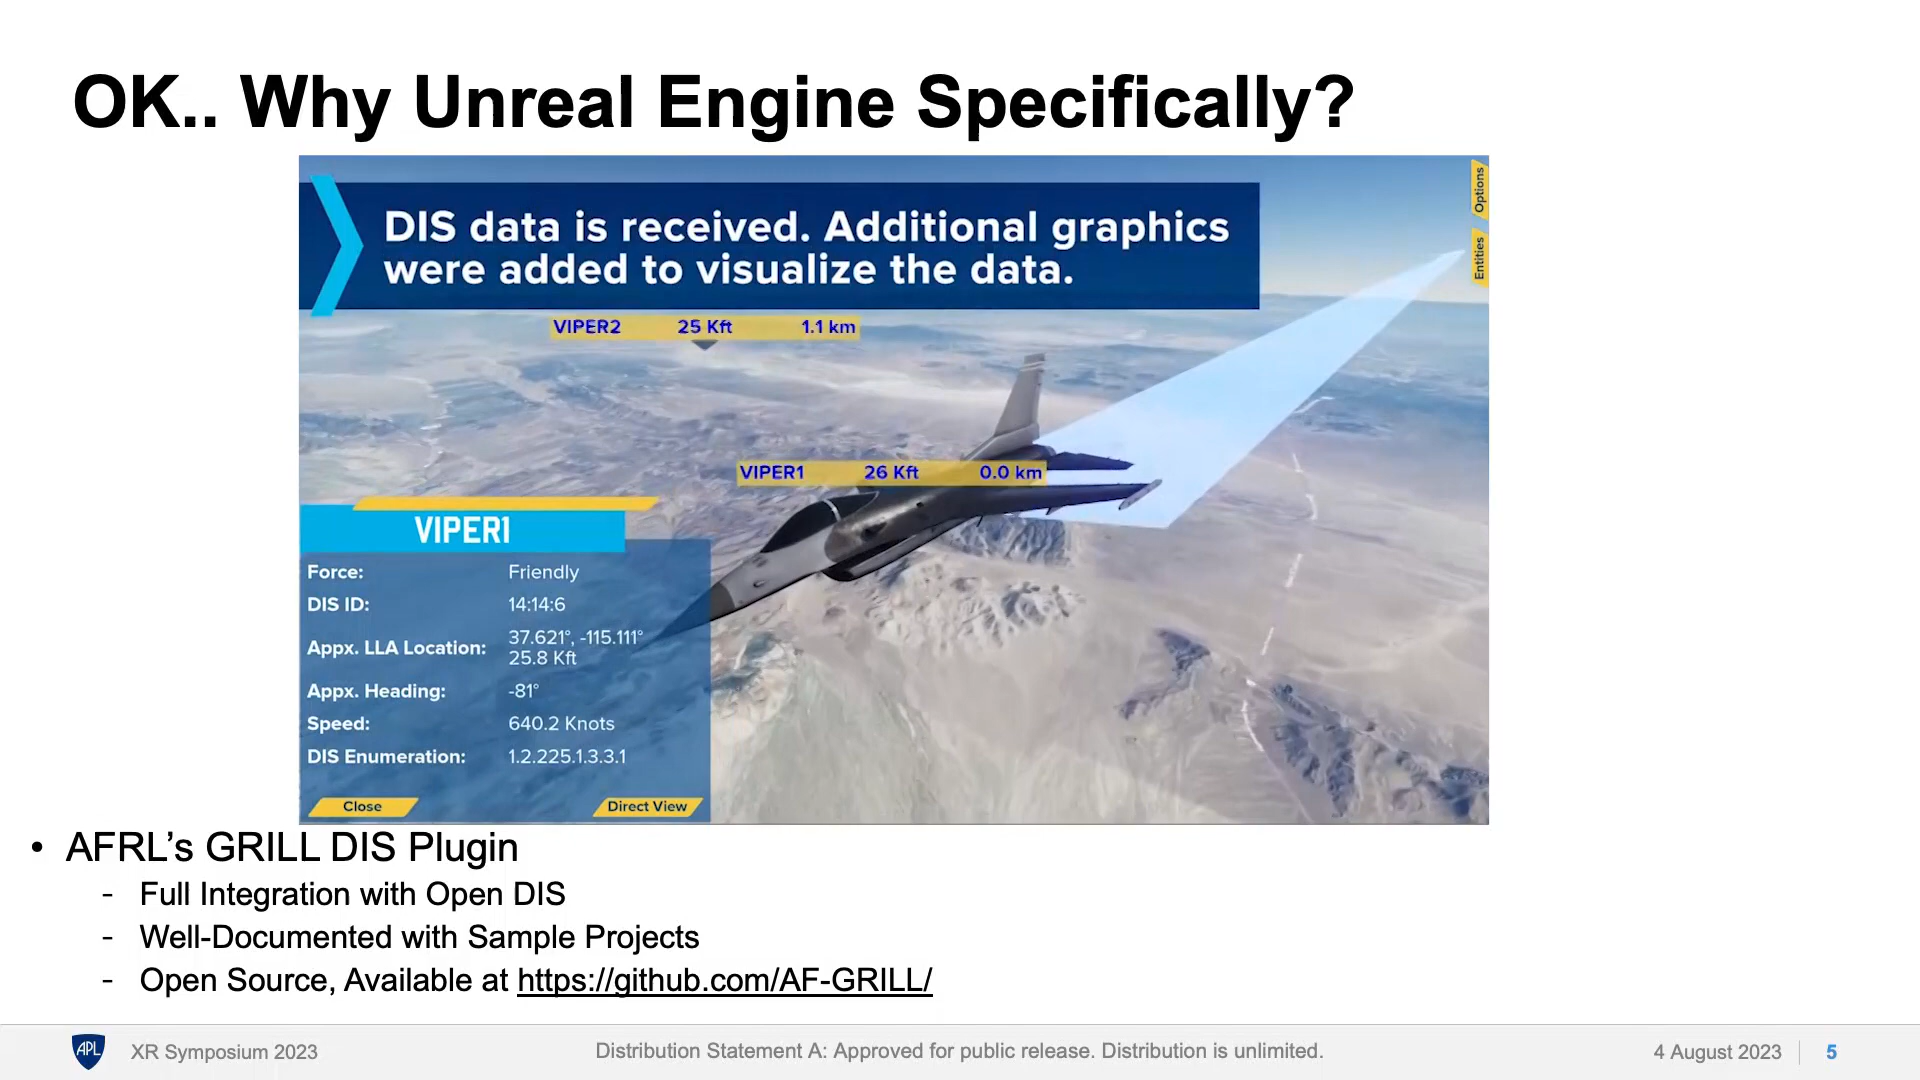 OK.. Why Unreal Engine Specifically?
DIS data is received. Additional graphics
were added to visualize the data.
Options
Entities
VIPER2 25 Kft 1.1 km
VIPER1 26 Kft 0.0 km
VIPER1
Force: Friendly
DIS ID: 14:14:6
Appx. LLA Location: 37.621°, -115.111°
25.8 Kft
Appx. Heading: -81°
Speed: 640.2 Knots
DIS Enumeration: 1.2.225.1.3.3.1
Close Direct View
• AFRL’s GRILL DIS Plugin
- Full Integration with Open DIS
- Well-Documented with Sample Projects
- Open Source, Available at https://github.com/AF-GRILL/
APL XR Symposium 2023 Distribution Statement A: Approved for public release. Distribution is unlimited. 4 August 2023 5